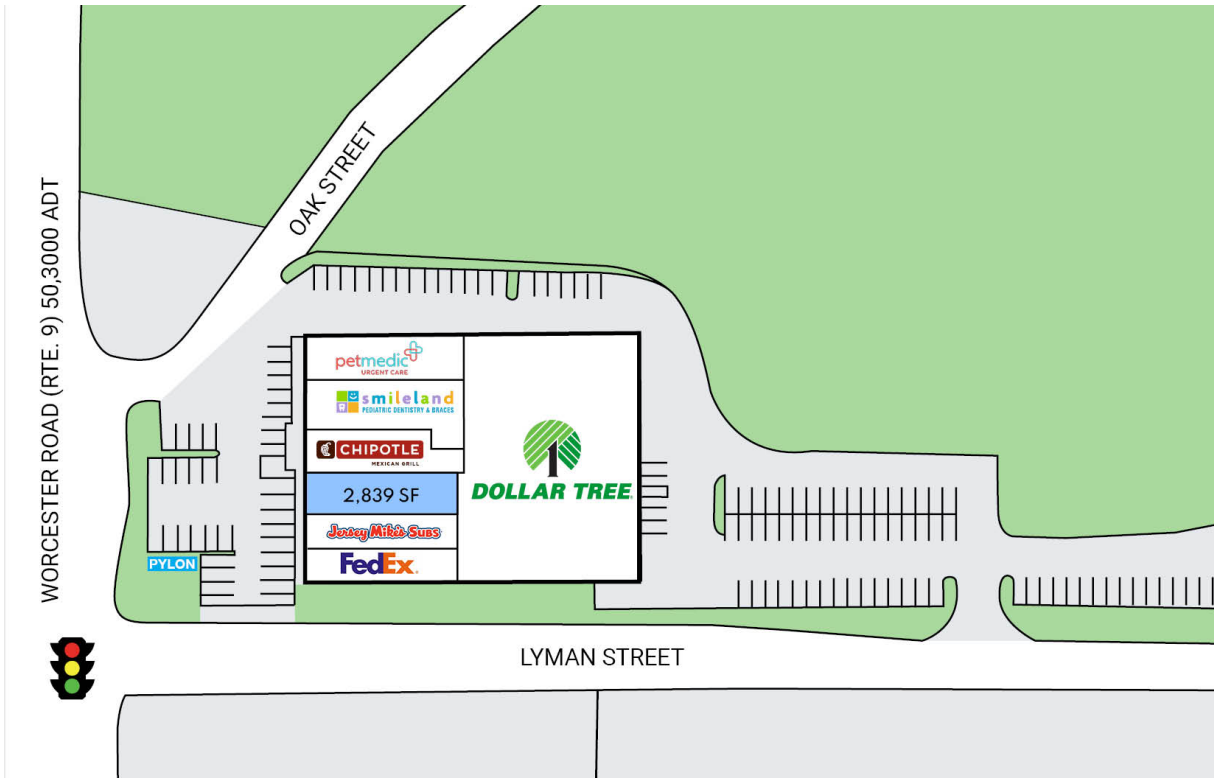 OAK STREET
WORCESTER ROAD (RTE. 9) 50,3000 ADT
petmedic
URGENT CARE
smileland
PEDIATRIC DENTISTRY & BRACES
CHIPOTLE
MEXICAN GRILL
2,839 SF
Jersey Mike's Subs
FedEx.
DOLLAR TREE
PYLON
LYMAN STREET